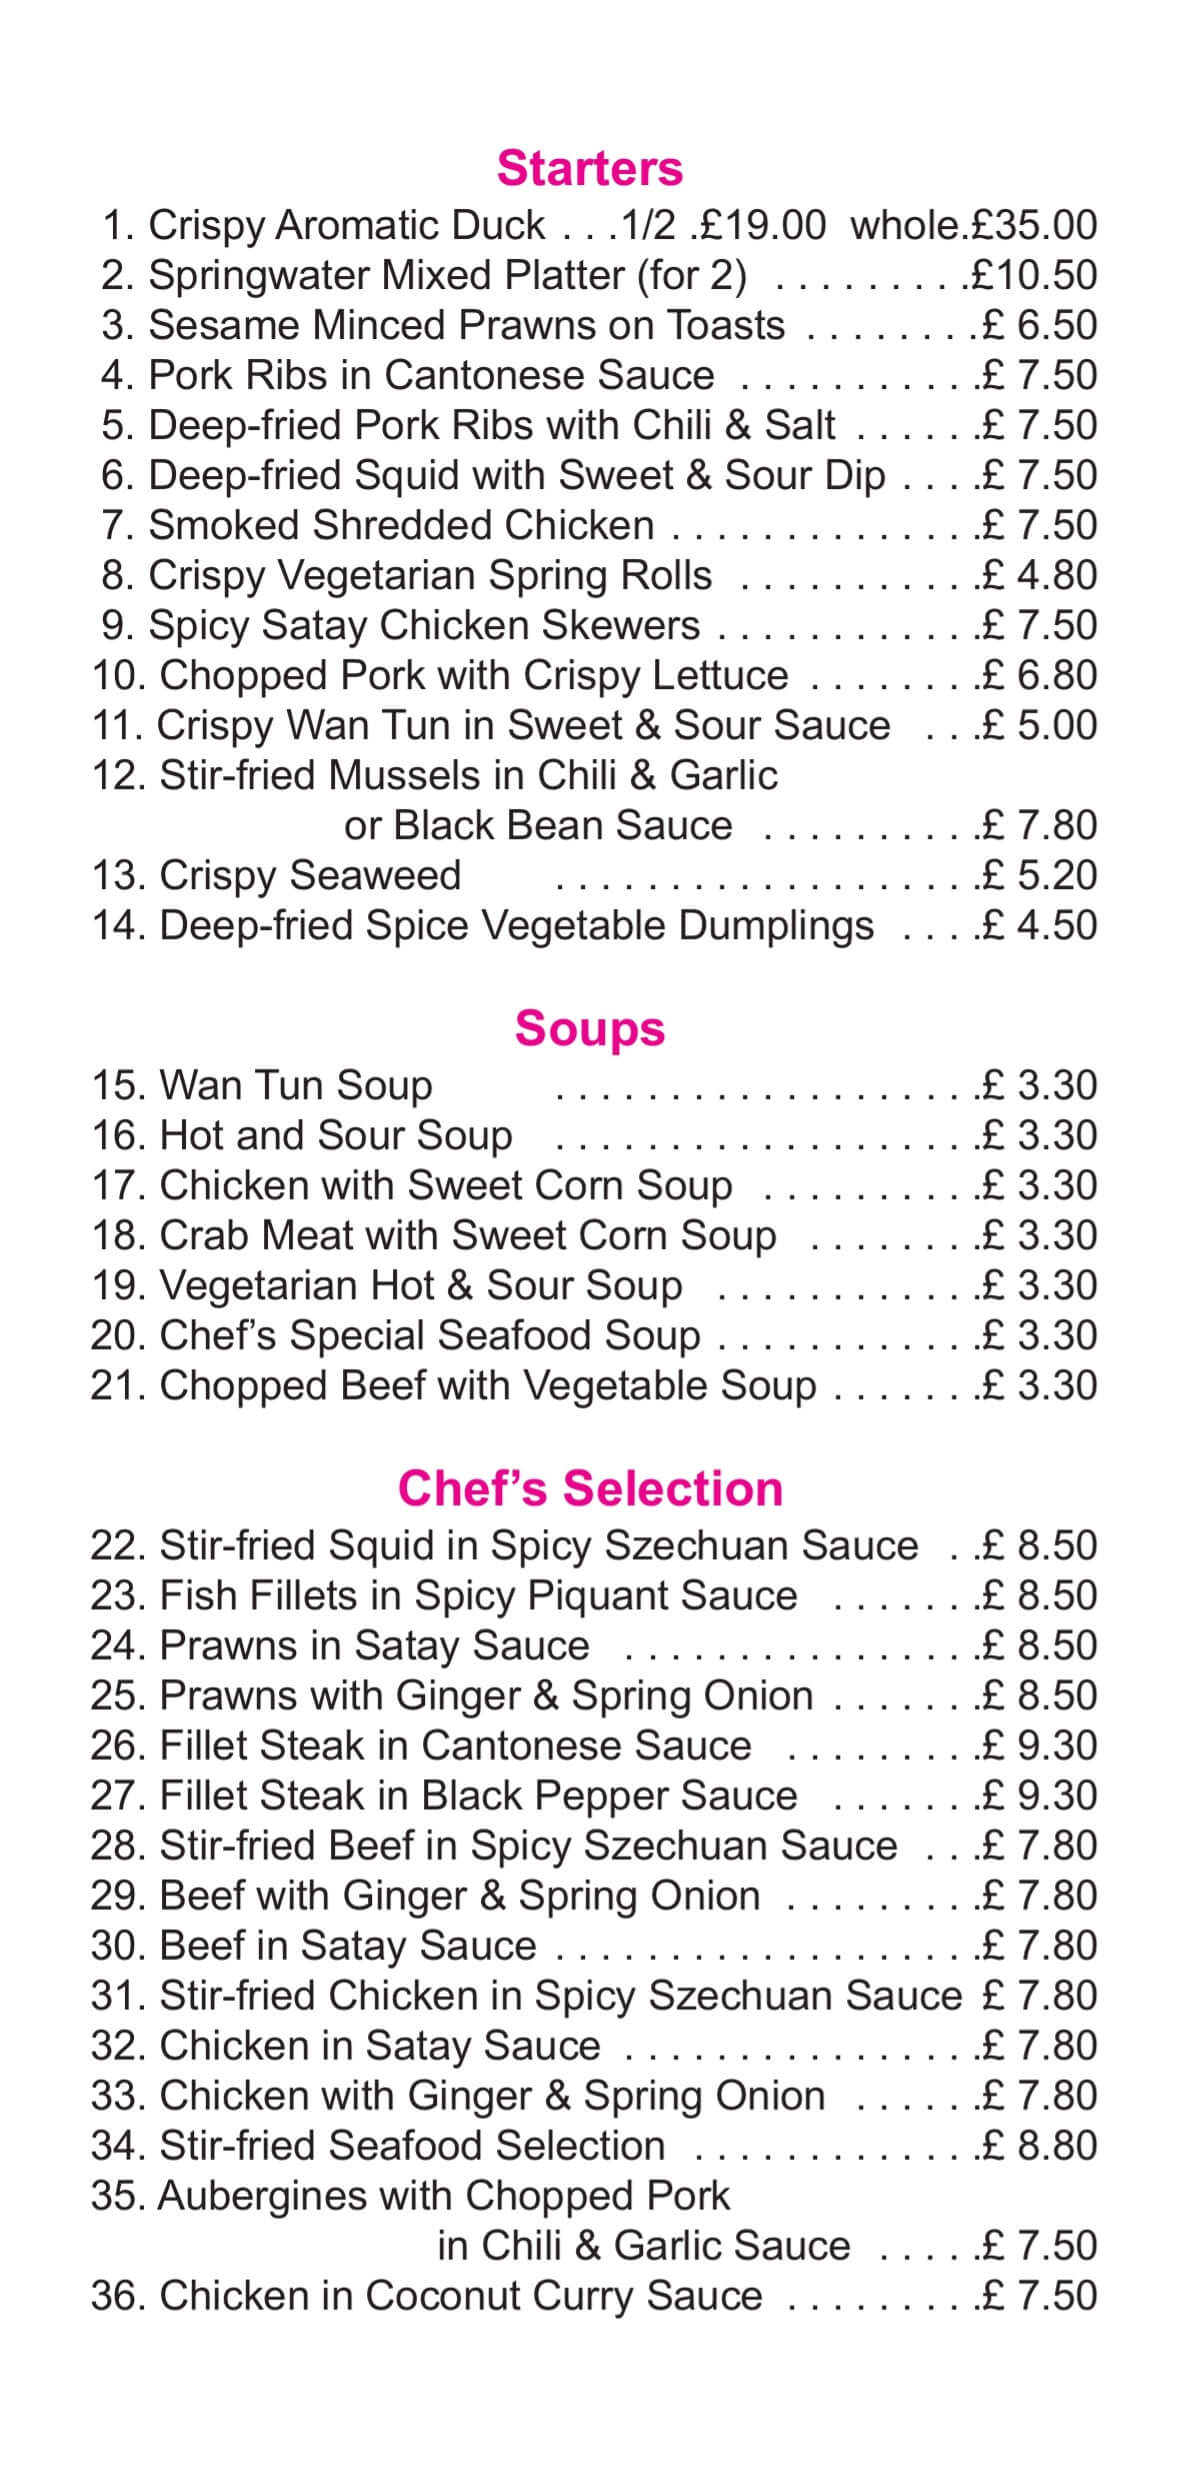 Starters
1. Crispy Aromatic Duck . . .1/2 .£19.00 whole.£35.00
2. Springwater Mixed Platter (for 2) . . . . . . . . .£10.50
3. Sesame Minced Prawns on Toasts . . . . . . . .£ 6.50
4. Pork Ribs in Cantonese Sauce . . . . . . . . . . .£ 7.50
5. Deep-fried Pork Ribs with Chili & Salt . . . . . .£ 7.50
6. Deep-fried Squid with Sweet & Sour Dip . . . .£ 7.50
7. Smoked Shredded Chicken . . . . . . . . . . . . . .£ 7.50
8. Crispy Vegetarian Spring Rolls . . . . . . . . . . .£ 4.80
9. Spicy Satay Chicken Skewers . . . . . . . . . . . .£ 7.50
10. Chopped Pork with Crispy Lettuce . . . . . . . .£ 6.80
11. Crispy Wan Tun in Sweet & Sour Sauce . . .£ 5.00
12. Stir-fried Mussels in Chili & Garlic
or Black Bean Sauce . . . . . . . . . .£ 7.80
13. Crispy Seaweed . . . . . . . . . . . . . . . . . . .£ 5.20
14. Deep-fried Spice Vegetable Dumplings . . . .£ 4.50
Soups
15. Wan Tun Soup . . . . . . . . . . . . . . . . . . .£ 3.30
16. Hot and Sour Soup . . . . . . . . . . . . . . . . . . .£ 3.30
17. Chicken with Sweet Corn Soup . . . . . . . . . .£ 3.30
18. Crab Meat with Sweet Corn Soup . . . . . . . .£ 3.30
19. Vegetarian Hot & Sour Soup . . . . . . . . . . . .£ 3.30
20. Chef’s Special Seafood Soup . . . . . . . . . . . .£ 3.30
21. Chopped Beef with Vegetable Soup . . . . . . .£ 3.30
Chef’s Selection
22. Stir-fried Squid in Spicy Szechuan Sauce . .£ 8.50
23. Fish Fillets in Spicy Piquant Sauce . . . . . . .£ 8.50
24. Prawns in Satay Sauce . . . . . . . . . . . . . . . .£ 8.50
25. Prawns with Ginger & Spring Onion . . . . . . .£ 8.50
26. Fillet Steak in Cantonese Sauce . . . . . . . . .£ 9.30
27. Fillet Steak in Black Pepper Sauce . . . . . . .£ 9.30
28. Stir-fried Beef in Spicy Szechuan Sauce . . .£ 7.80
29. Beef with Ginger & Spring Onion . . . . . . . . .£ 7.80
30. Beef in Satay Sauce . . . . . . . . . . . . . . . . . . .£ 7.80
31. Stir-fried Chicken in Spicy Szechuan Sauce £ 7.80
32. Chicken in Satay Sauce . . . . . . . . . . . . . . . .£ 7.80
33. Chicken with Ginger & Spring Onion . . . . . .£ 7.80
34. Stir-fried Seafood Selection . . . . . . . . . . . . .£ 8.80
35. Aubergines with Chopped Pork
in Chili & Garlic Sauce . . . . .£ 7.50
36. Chicken in Coconut Curry Sauce . . . . . . . . .£ 7.50